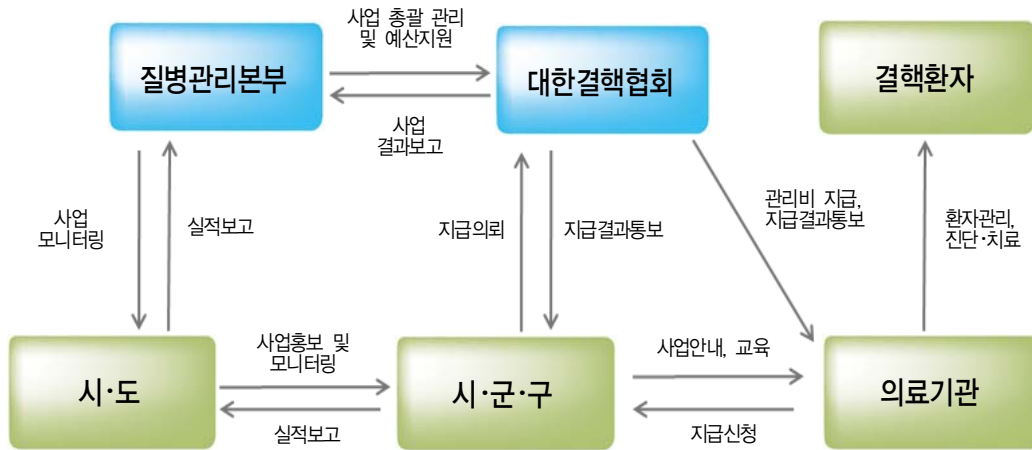 사업 총괄 관리
및 예산지원
질병관리본부
대한결핵협회
결핵환자
사업
결과보고
사업
모니터링
실적보고
지급의뢰
지급결과통보
관리비 지급,
지급결과통보
환자관리,
진단·치료
시·도
사업홍보 및
모니터링
실적보고
시·군·구
사업안내, 교육
지급신청
의료기관